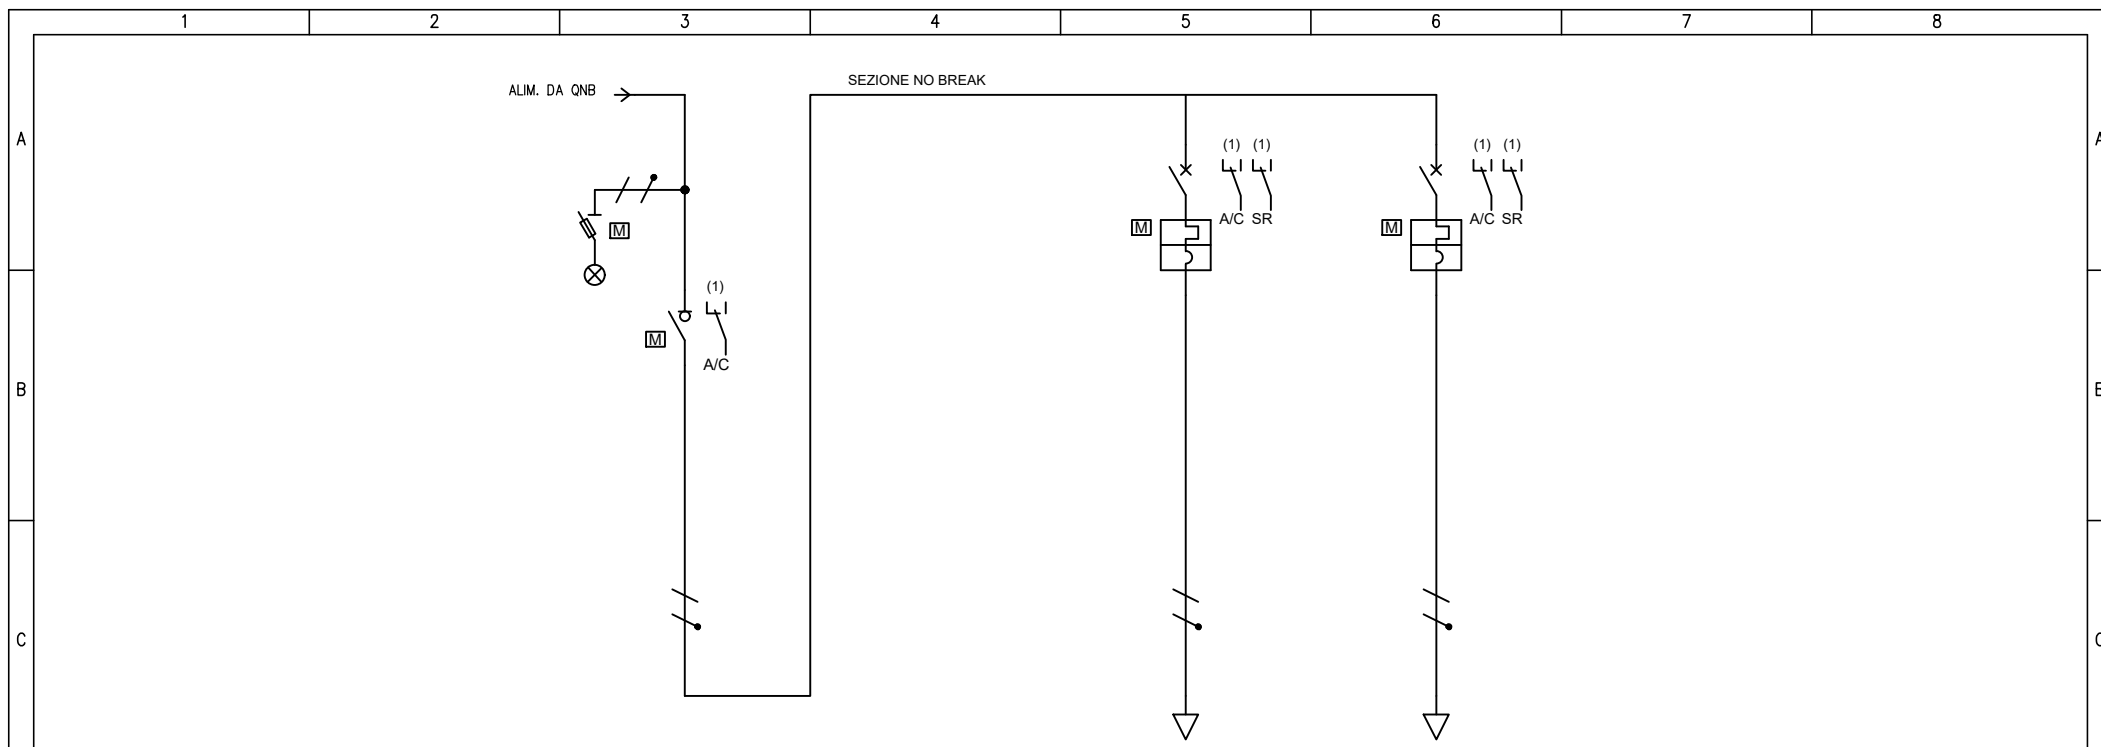 1 2 3 4 5 6 7 8
SEZIONE NO BREAK
ALIM. DA QNB
A A
(1) (1) (1) (1)
A/C SR A/C SR
M M M
(1)
M
A/C
B B
C C